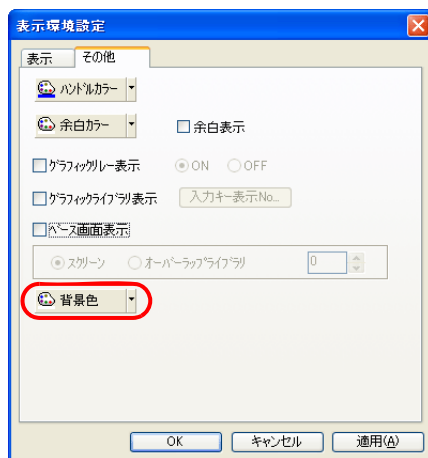 表示環境設定
表示 その他
ﾊﾝﾄﾞﾙｶﾗｰ
余白ｶﾗｰ 余白表示
ｸﾞﾗﾌｨｯｸﾘﾚｰ表示 ON OFF
ｸﾞﾗﾌｨｯｸﾗｲﾌﾞﾗﾘ表示 入力キー表示No...
ﾍﾞｰｽ画面表示
ｽｸﾘｰﾝ ｵｰﾊﾞｰﾗｯﾌﾟﾗｲﾌﾞﾗﾘ 0
背景色
OK キャンセル 適用(A)